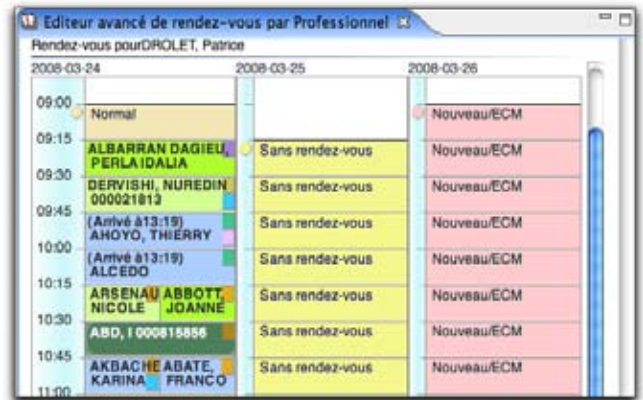 Editeur avancé de rendez-vous par Professionnel
Rendez-vous pourDROLET, Patrice
2008-03-24 2008-03-25 2008-03-26
09:00
Normal Nouveau/ECM
09:15
ALBARRAN DAGIEU, Sans rendez-vous Nouveau/ECM
PERLA IDALIA
09:30
DERVISHI, NUREDIN Sans rendez-vous Nouveau/ECM
000021813
09:45
(Arrivé à13:19) Sans rendez-vous Nouveau/ECM
AHOYO, THIERRY
10:00
(Arrivé à13:19) Sans rendez-vous Nouveau/ECM
ALCEDO
10:15
ARSENAU ABBOTT, Sans rendez-vous Nouveau/ECM
NICOLE JOANNE
10:30
ABD, I 000815856 Sans rendez-vous Nouveau/ECM
10:45
AKBACHE ABATE, Sans rendez-vous Nouveau/ECM
KARINA FRANCO
11:00